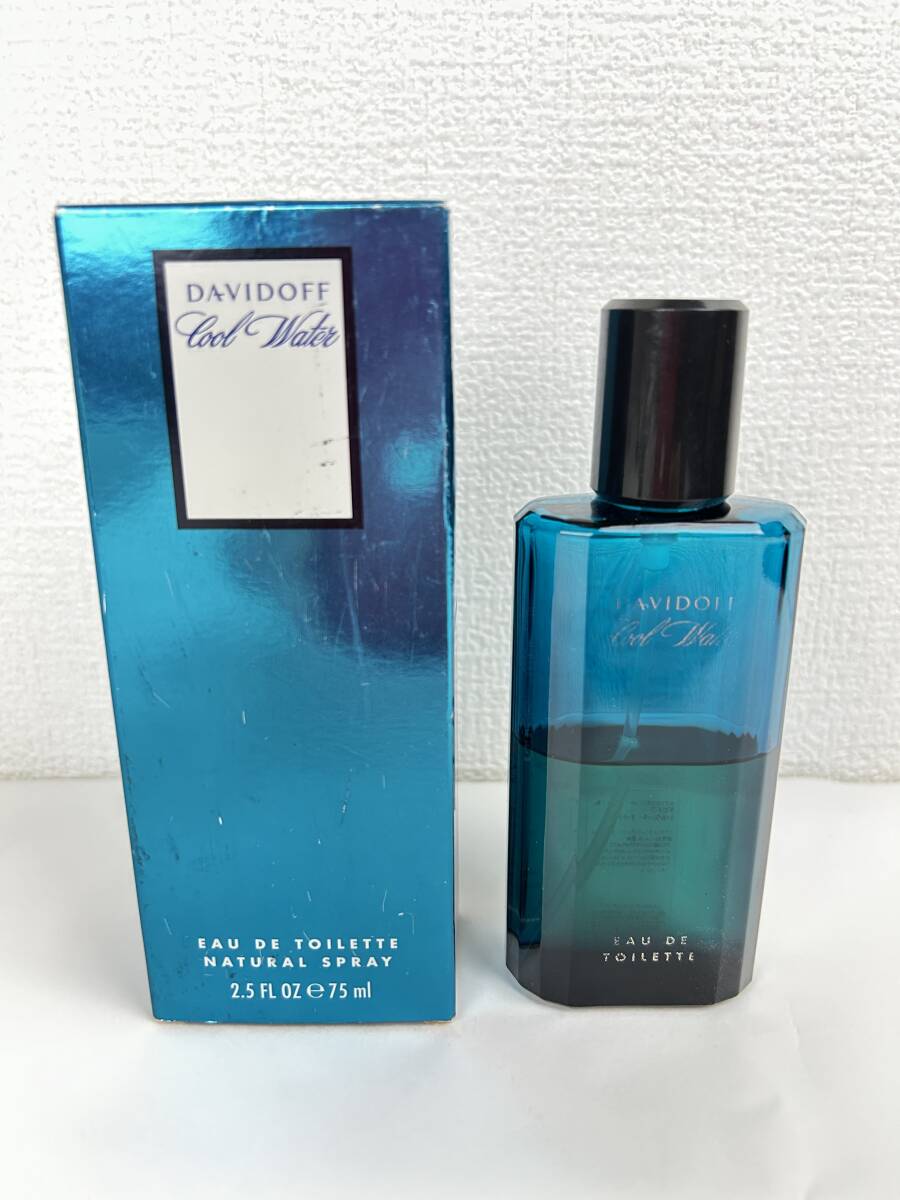 DAVIDOFF
Cool Water
EAU DE TOILETTE
NATURAL SPRAY
2.5 FL OZ ℮ 75 ml
DAVIDOFF
Cool Water
EAU DE
TOILETTE